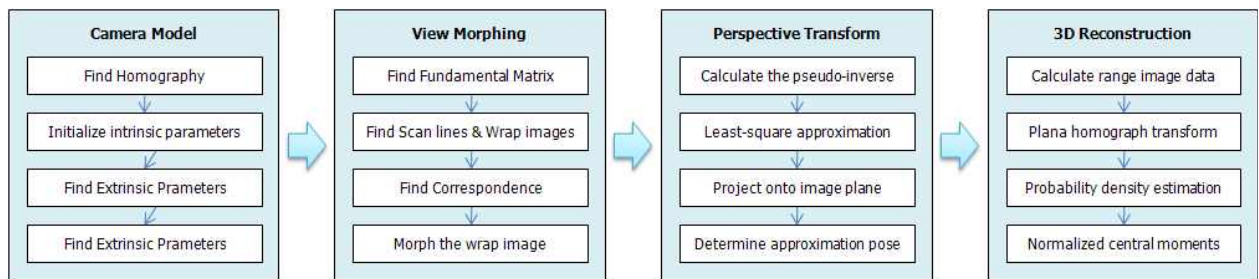 Camera Model
Find Homography
Initialize intrinsic parameters
Find Extrinsic Prameters
Find Extrinsic Prameters
View Morphing
Find Fundamental Matrix
Find Scan lines & Wrap images
Find Correspondence
Morph the wrap image
Perspective Transform
Calculate the pseudo-inverse
Least-square approximation
Project onto image plane
Determine approximation pose
3D Reconstruction
Calculate range image data
Plana homograph transform
Probability density estimation
Normalized central moments